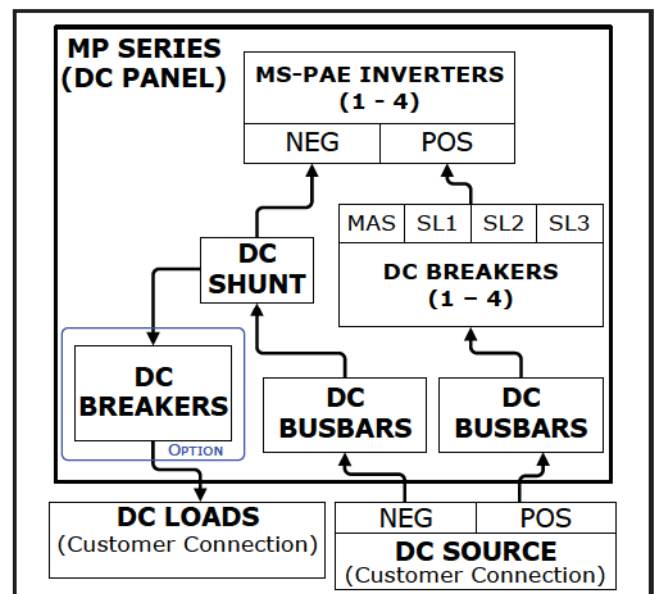 MP SERIES
(DC PANEL)
MS-PAE INVERTERS
(1 - 4)
NEG POS
MAS SL1 SL2 SL3
DC BREAKERS
(1 – 4)
DC
SHUNT
DC
BREAKERS
OPTION
DC
BUSBARS
DC
BUSBARS
DC LOADS
(Customer Connection)
NEG POS
DC SOURCE
(Customer Connection)